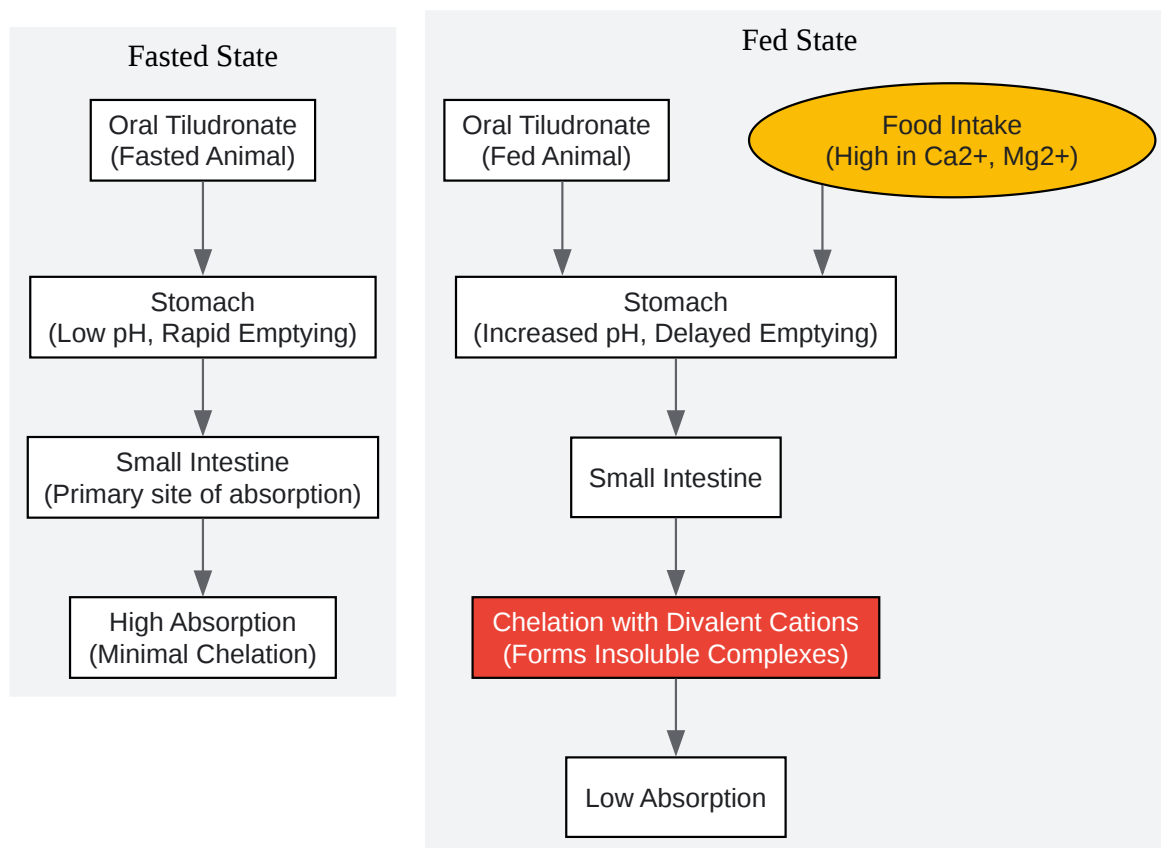 Fasted State
Oral Tiludronate
(Fasted Animal)
Stomach
(Low pH, Rapid Emptying)
Small Intestine
(Primary site of absorption)
High Absorption
(Minimal Chelation)
Fed State
Oral Tiludronate
(Fed Animal)
Food Intake
(High in Ca2+, Mg2+)
Stomach
(Increased pH, Delayed Emptying)
Small Intestine
Chelation with Divalent Cations
(Forms Insoluble Complexes)
Low Absorption